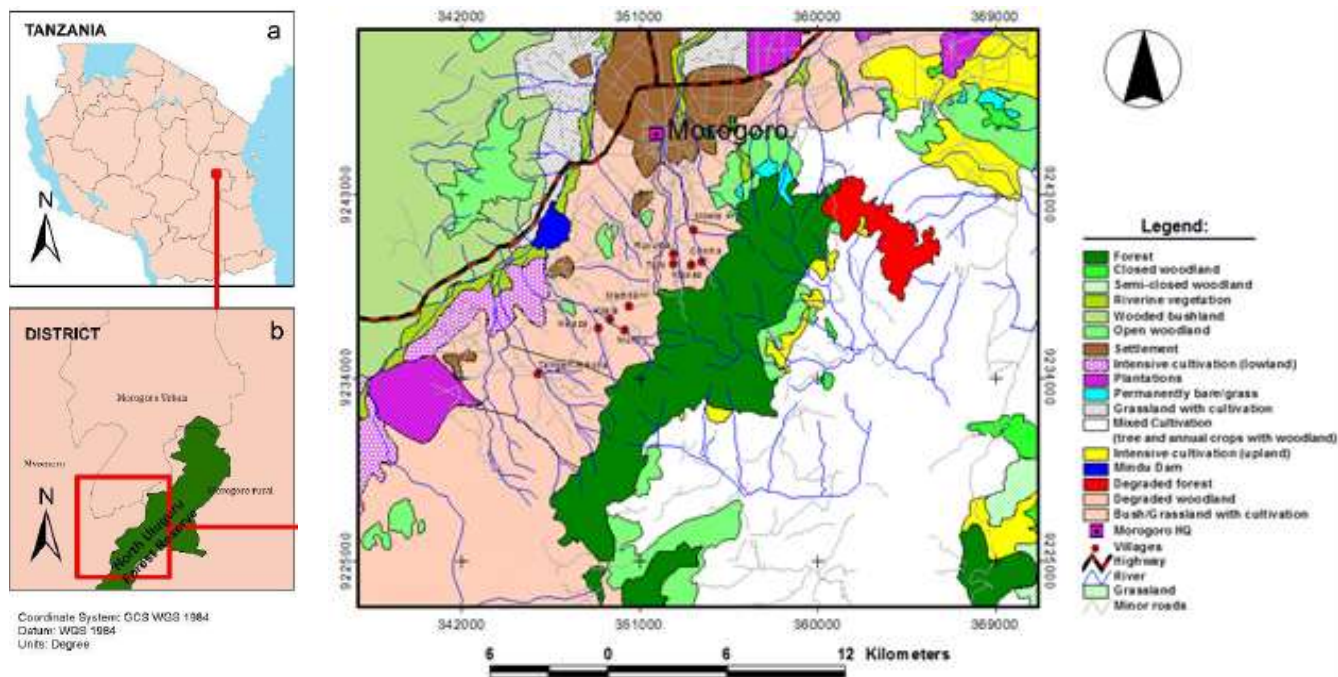 TANZANIA
a
N
DISTRICT
b
Morogoro Urban
Morogoro rural
N
North Uluguru
Forest Reserve
Coordinate System: GCS WGS 1984
Datum: WGS 1984
Units: Degree
342000
351000
360000
369000
Morogoro
9243000
9243000
9234000
9234000
9225000
9225000
342000
351000
360000
369000
6
0
6
12
Kilometers
Legend:
Forest
Closed woodland
Semi-closed woodland
Riverine vegetation
Wooded bushland
Open woodland
Settlement
Intensive cultivation (lowland)
Plantations
Permanently bare/grass
Grassland with cultivation
Mixed Cultivation
(tree and annual crops with woodland)
Intensive cultivation (upland)
Mindu Dam
Degraded forest
Degraded woodland
Bush/Grassland with cultivation
Morogoro HQ
Villages
Highway
River
Grassland
Minor roads